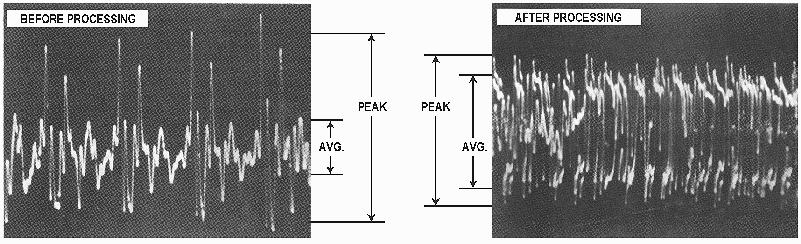 BEFORE PROCESSING
PEAK
AVG.
AFTER PROCESSING
PEAK
AVG.